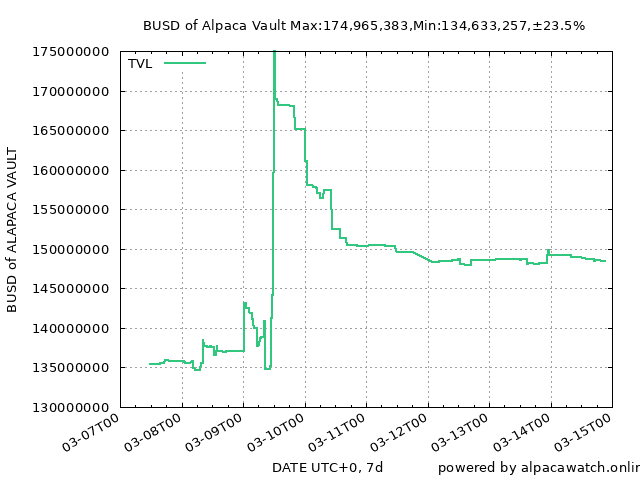 BUSD of Alpaca Vault Max:174,965,383,Min:134,633,257,±23.5%
175000000
TVL
170000000
165000000
160000000
155000000
150000000
145000000
140000000
135000000
130000000
BUSD of ALAPACA VAULT
03-07T00
03-08T00
03-09T00
03-10T00
03-11T00
03-12T00
03-13T00
03-14T00
03-15T00
DATE UTC+0, 7d
powered by alpacawatch.onlin